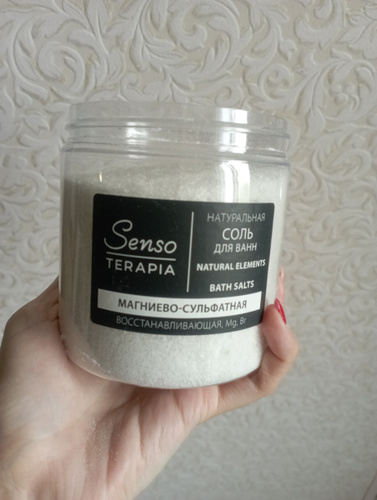 Senso
TERAPIA
НАТУРАЛЬНАЯ
СОЛЬ
ДЛЯ ВАНН
NATURAL ELEMENTS
BATH SALTS
МАГНИЕВО-СУЛЬФАТНАЯ
ВОССТАНАВЛИВАЮЩАЯ, Mg, Br